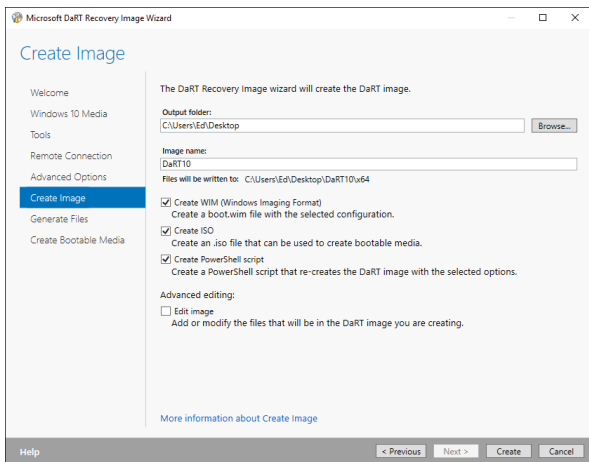 Microsoft DaRT Recovery Image Wizard
Create Image
Welcome
Windows 10 Media
Tools
Remote Connection
Advanced Options
Create Image
Generate Files
Create Bootable Media
The DaRT Recovery Image wizard will create the DaRT image.
Output folder:
C:\Users\Ed\Desktop
Browse...
Image name:
DaRT10
Files will be written to: C:\Users\Ed\Desktop\DaRT10\x64
Create WIM (Windows Imaging Format)
Create a boot.wim file with the selected configuration.
Create ISO
Create an .iso file that can be used to create bootable media.
Create PowerShell script
Create a PowerShell script that re-creates the DaRT image with the selected options.
Advanced editing:
Edit image
Add or modify the files that will be in the DaRT image you are creating.
More information about Create Image
Help
< Previous
Next >
Create
Cancel